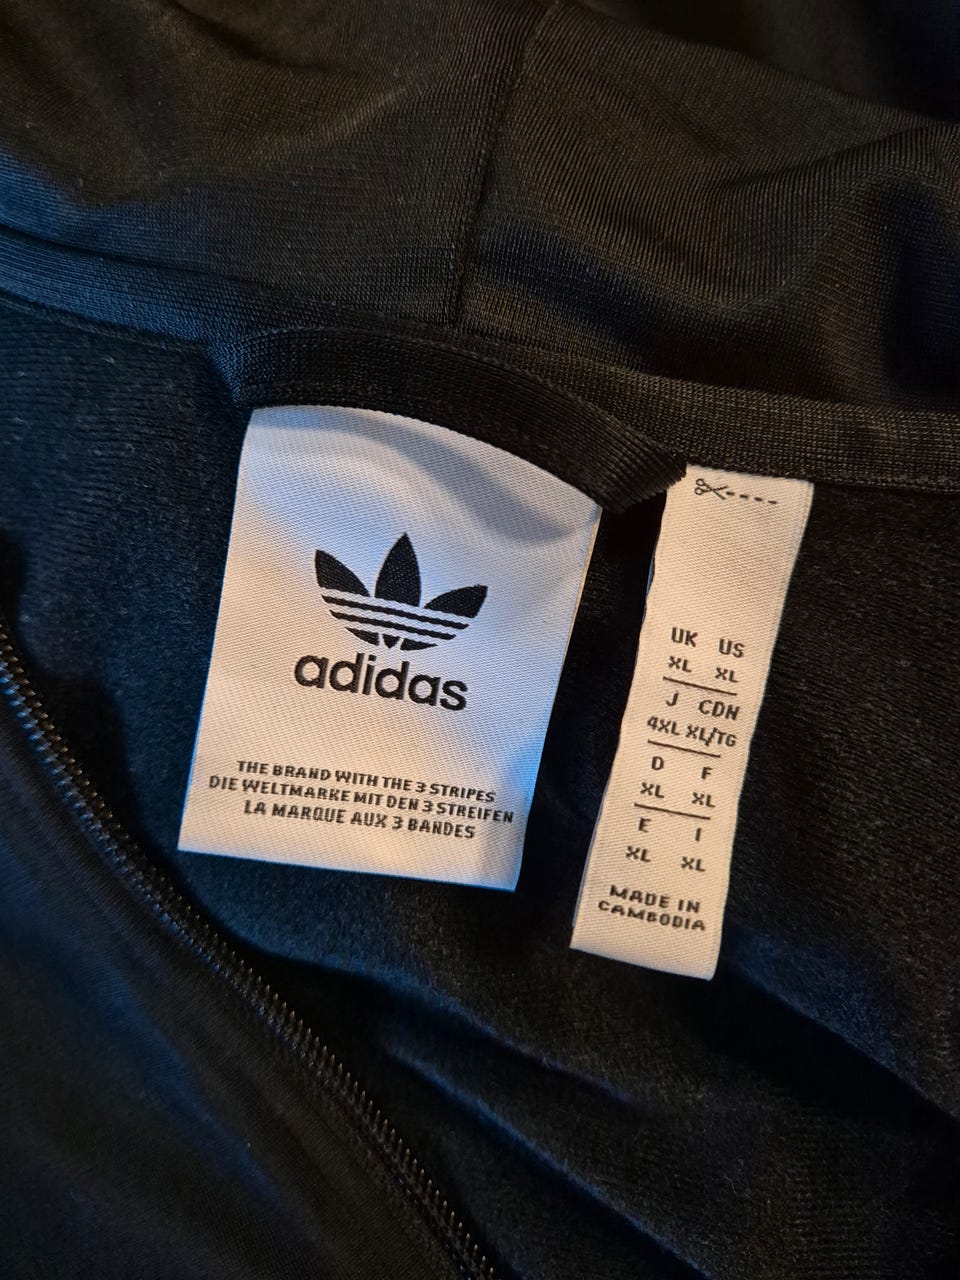 adidas
THE BRAND WITH THE 3 STRIPES
DIE WELTMARKE MIT DEN 3 STREIFEN
LA MARQUE AUX 3 BANDES
UK US
XL XL
J CDN
4XL XL/TG
D F
XL XL
E I
XL XL
MADE IN
CAMBODIA